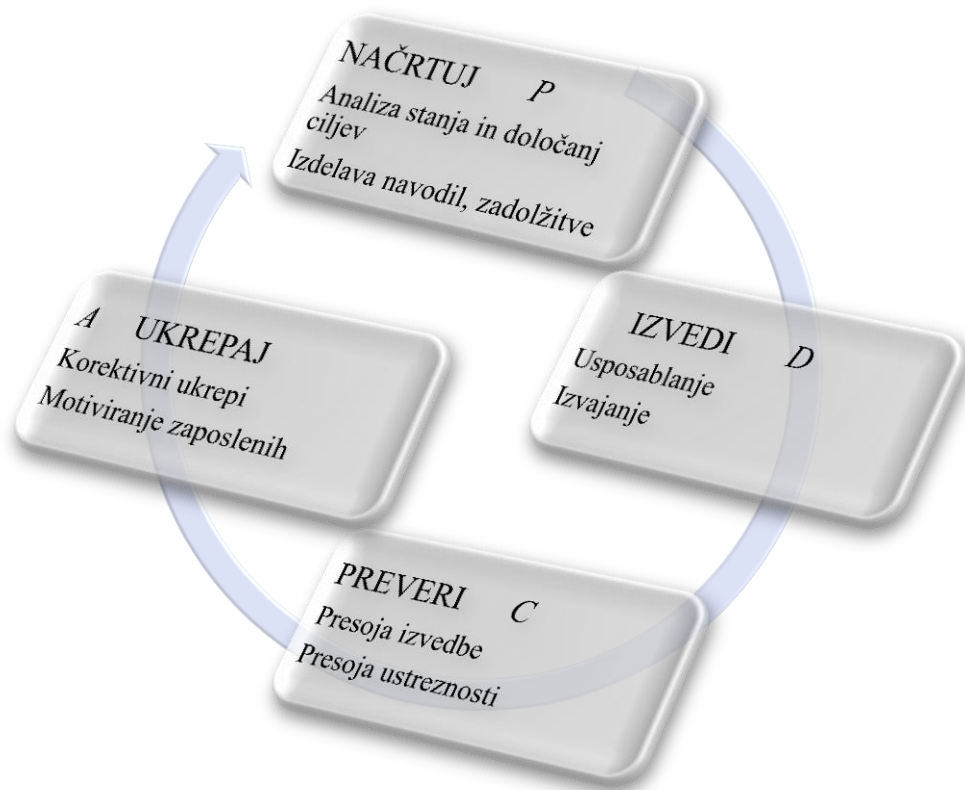 NAČRTUJ P
Analiza stanja in določanj
ciljev
Izdelava navodil, zadolžitve
IZVEDI D
Usposablanje
Izvajanje
PREVERI C
Presoja izvedbe
Presoja ustreznosti
A UKREPAJ
Korektivni ukrepi
Motiviranje zaposlenih